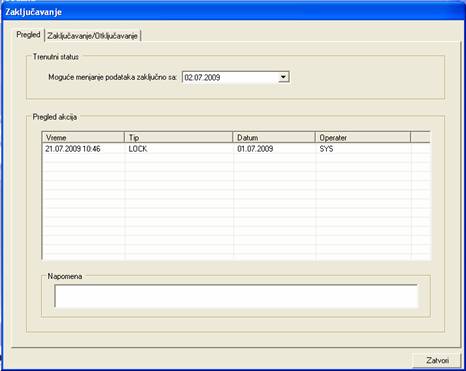 Zaključavanje
Pregled Zaključavanje/Otključavanje
Trenutni status
Moguće menjanje podataka zaključno sa: 02.07.2009
Pregled akcija
Vreme Tip Datum Operater
21.07.2009 10:46 LOCK 01.07.2009 SYS
Napomena
Zatvori